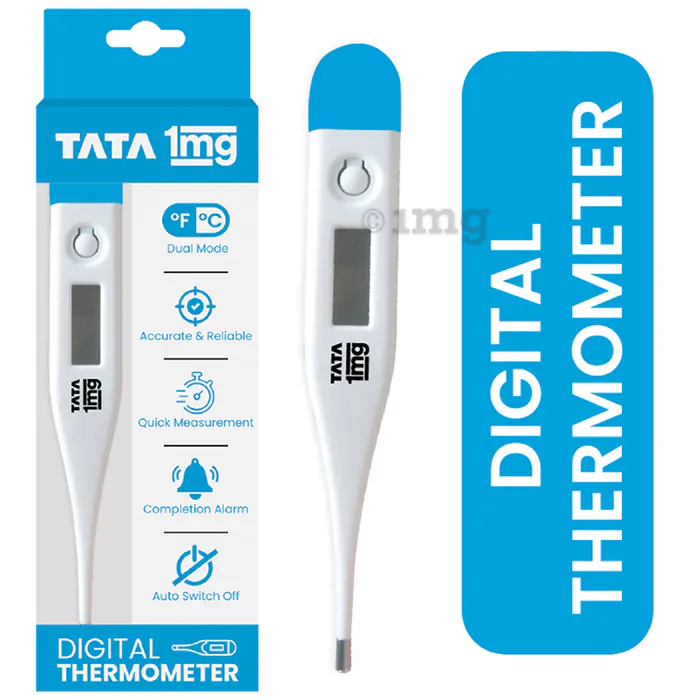 TATA 1mg
°F °C
Dual Mode
Accurate & Reliable
Quick Measurement
Completion Alarm
Auto Switch Off
DIGITAL
THERMOMETER
TATA
1mg
TATA
1mg
© 1mg
DIGITAL
THERMOMETER